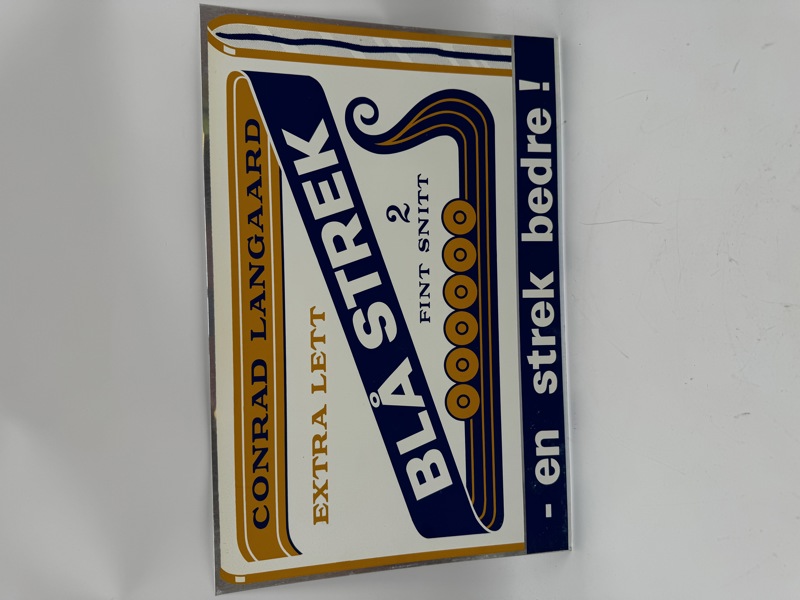 CONRAD LANGAARD
EXTRA LETT
BLÅ STREK
2
FINT SNITT
- en strek bedre !